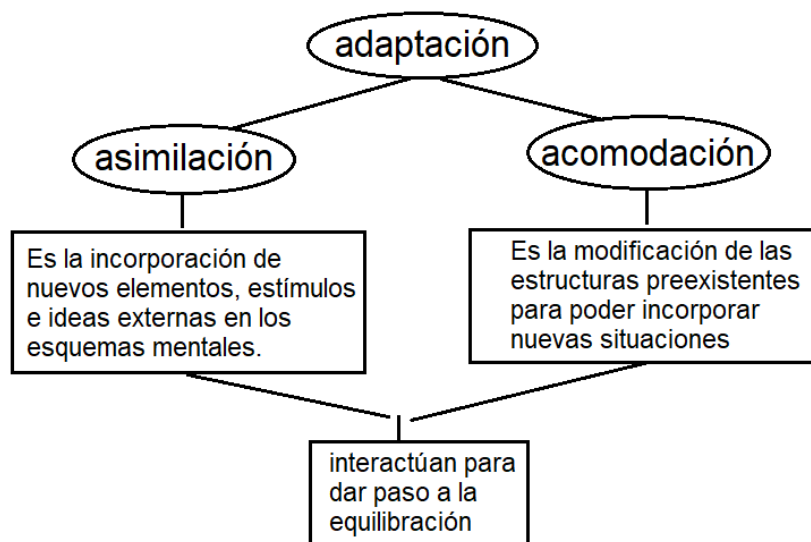 adaptación
asimilación
acomodación
Es la incorporación de
nuevos elementos, estímulos
e ideas externas en los
esquemas mentales.
Es la modificación de las
estructuras preexistentes
para poder incorporar
nuevas situaciones
interactúan para
dar paso a la
equilibración